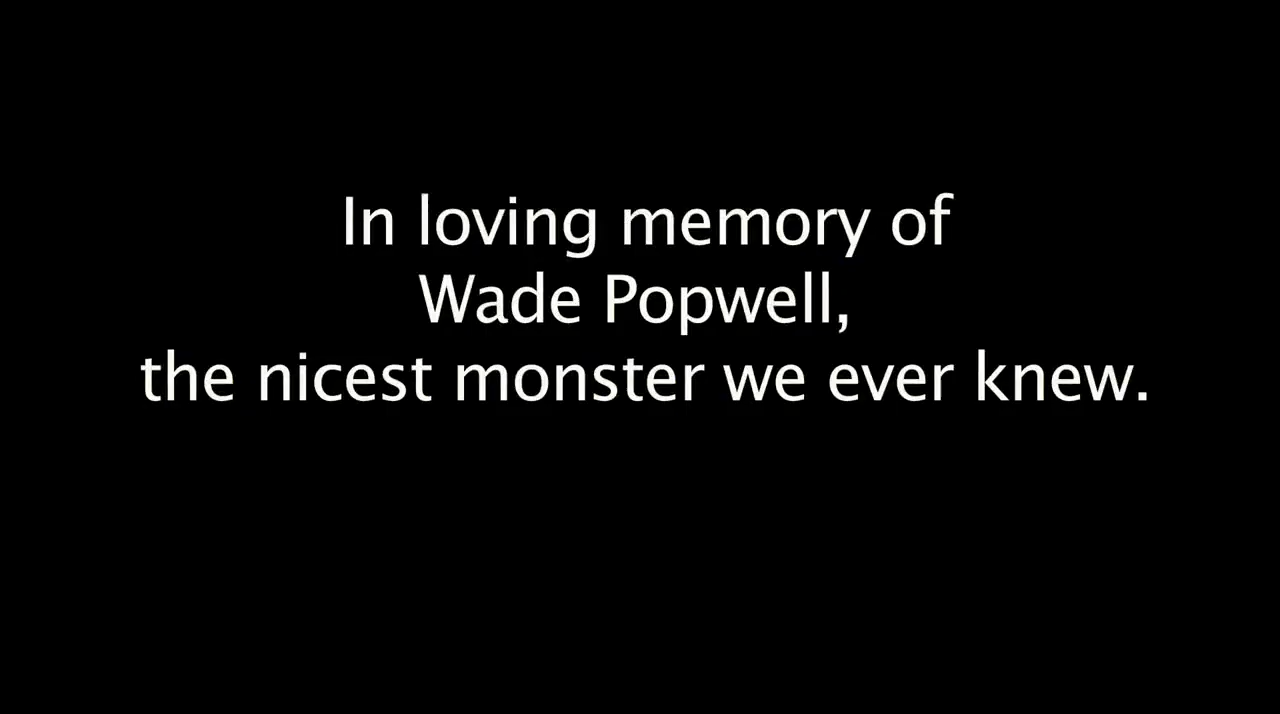 In loving memory of
Wade Popwell,
the nicest monster we ever knew.